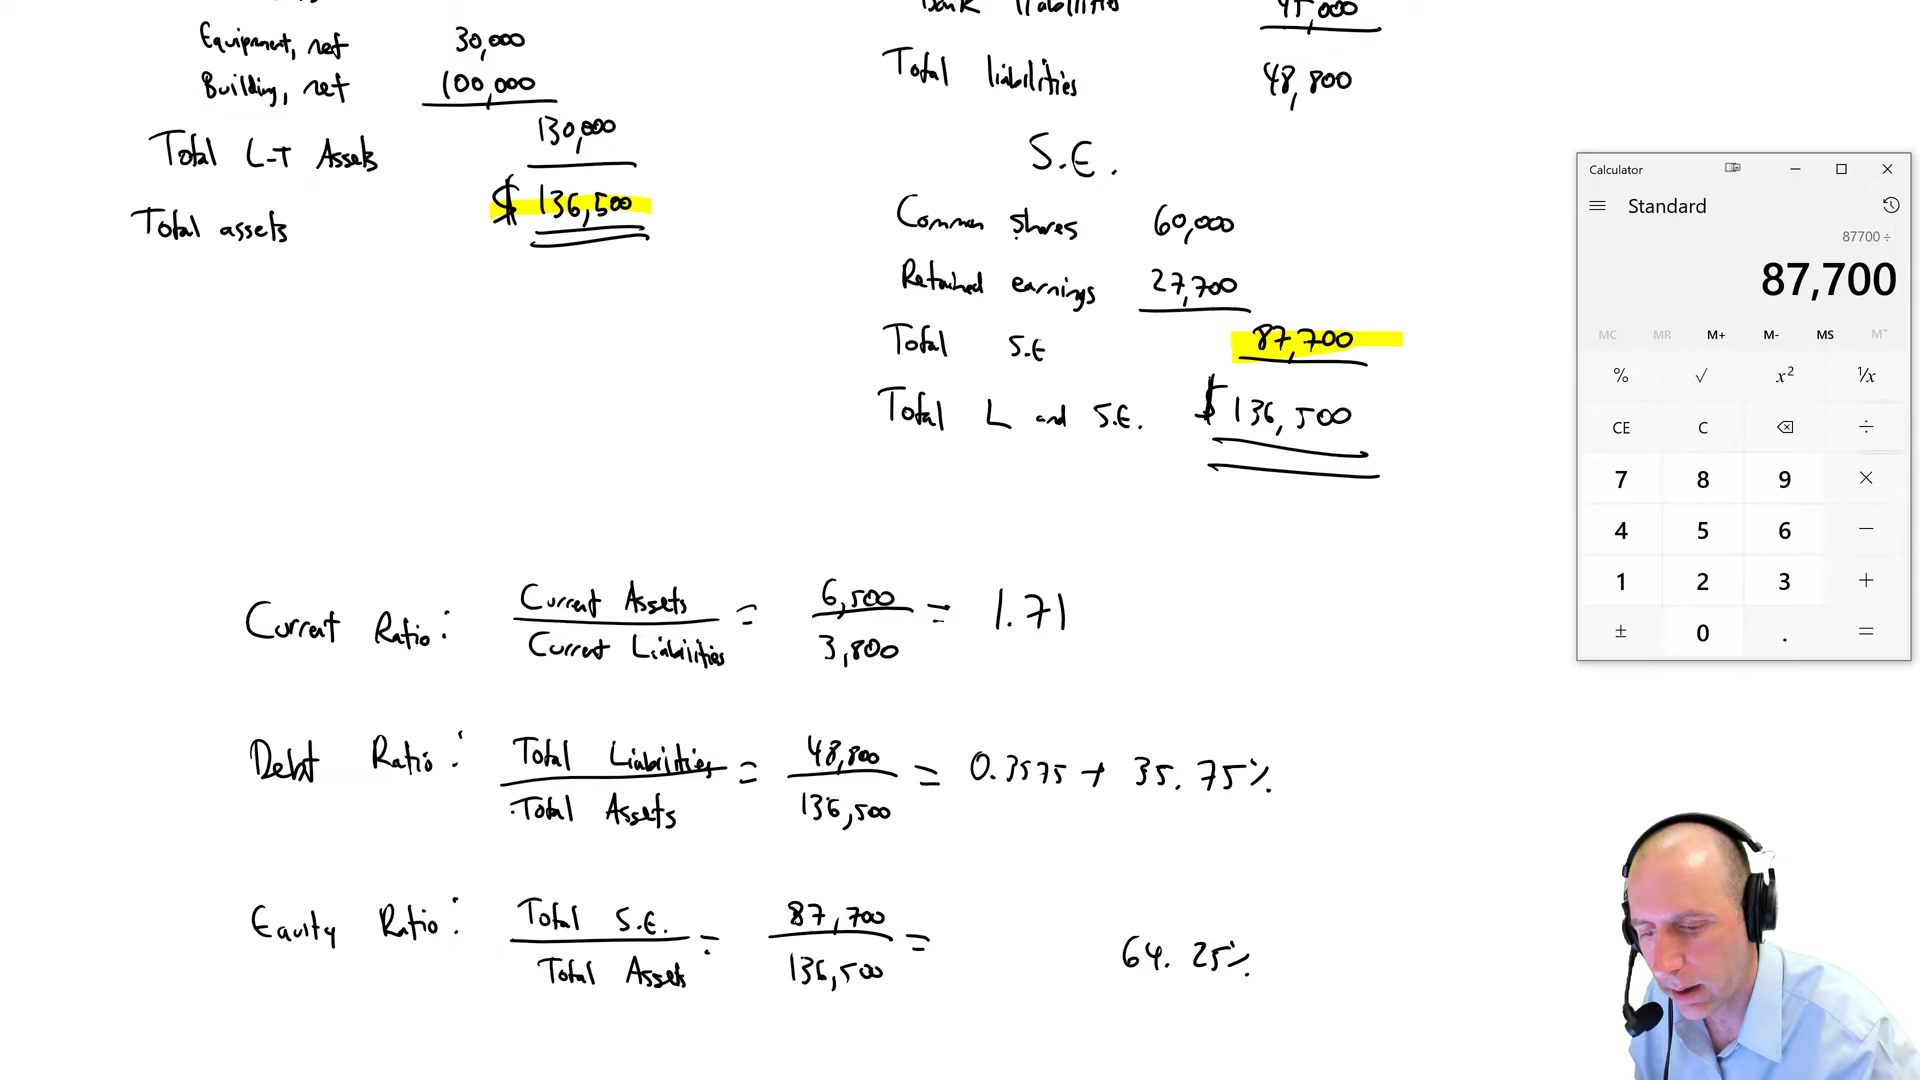 Equipment, net 30,000
Building, net 100,000
Total L-T Assets 130,000
Total assets $ 136,500
Bank liabilities 45,000
Total liabilities 48,800
S.E.
Common shares 60,000
Retained earnings 27,700
Total S.E 87,700
Total L and S.E. $ 136,500
Current Ratio: Current Assets / Current Liabilities = 6,500 / 3,800 = 1.71
Debt Ratio: Total Liabilities / Total Assets = 48,800 / 136,500 = 0.3575 → 35.75%
Equity Ratio: Total S.E. / Total Assets = 87,700 / 136,500 = 64.25%
Calculator
Standard
87700 ÷
87,700
MC MR M+ M- MS M˅
% √ x² ¹/x
CE C ÷
7 8 9 ×
4 5 6 −
1 2 3 +
± 0 . =